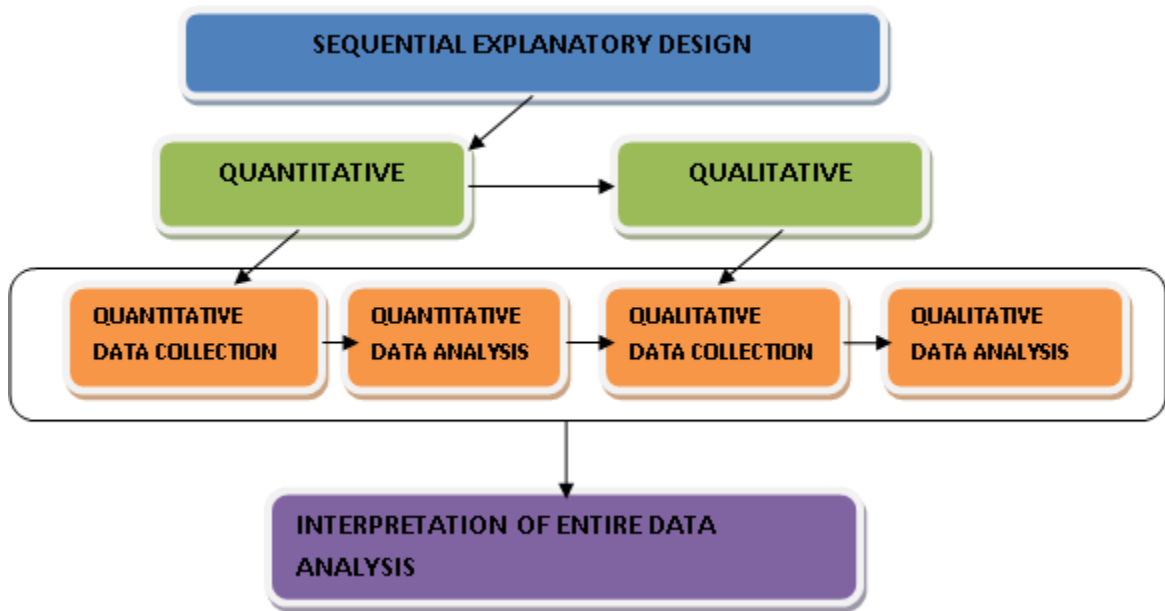 SEQUENTIAL EXPLANATORY DESIGN
QUANTITATIVE
QUALITATIVE
QUANTITATIVE
DATA COLLECTION
QUANTITATIVE
DATA ANALYSIS
QUALITATIVE
DATA COLLECTION
QUALITATIVE
DATA ANALYSIS
INTERPRETATION OF ENTIRE DATA
ANALYSIS